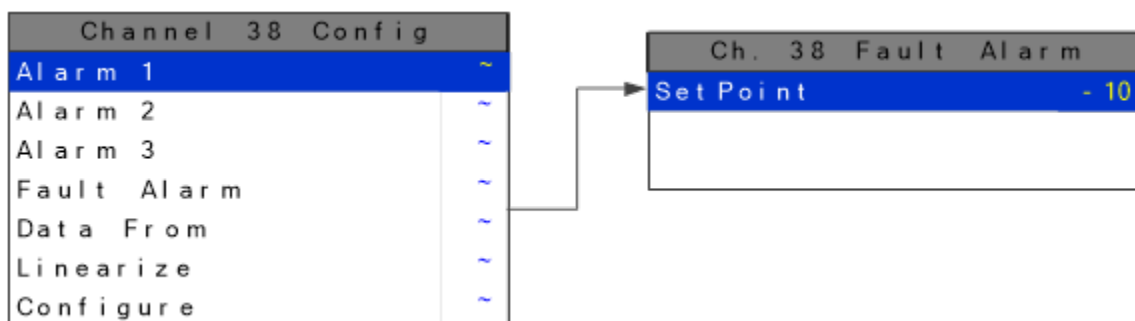 Channel 38 Config
Alarm 1 ~
Alarm 2 ~
Alarm 3 ~
Fault Alarm ~
Data From ~
Linearize ~
Configure ~
Ch. 38 Fault Alarm
Set Point - 10